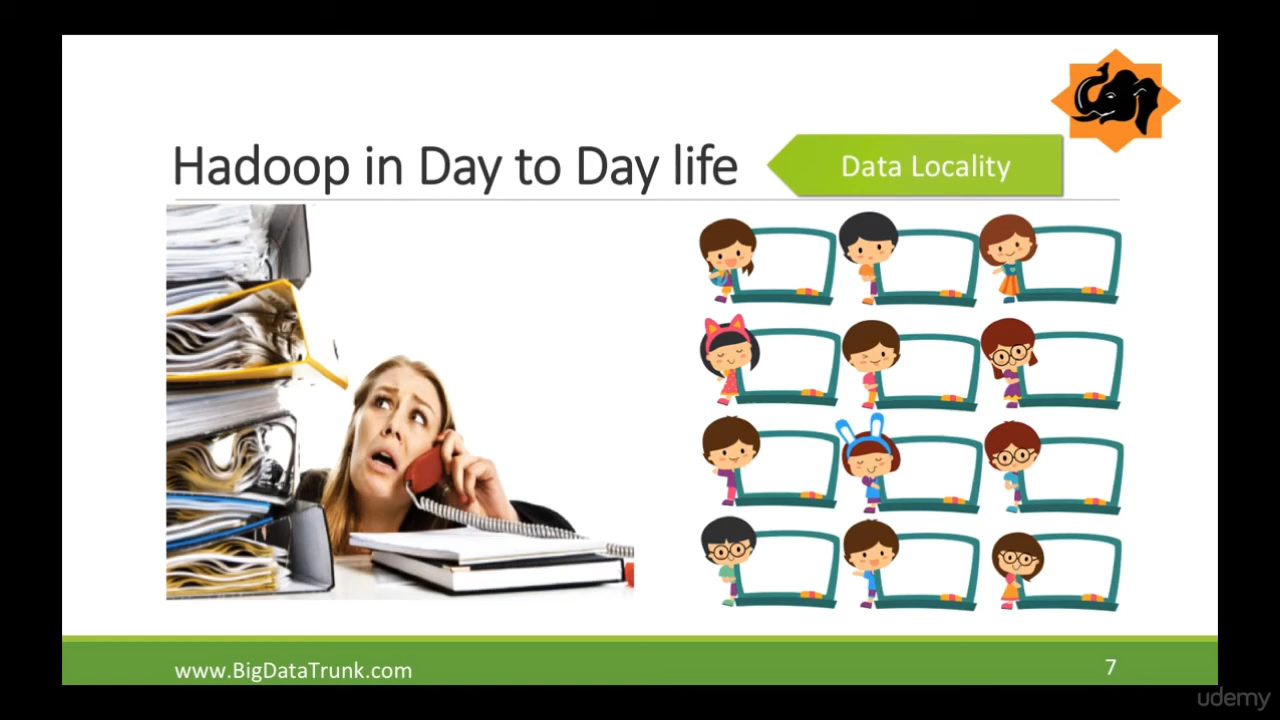 Hadoop in Day to Day life
Data Locality
www.BigDataTrunk.com
7
udemy